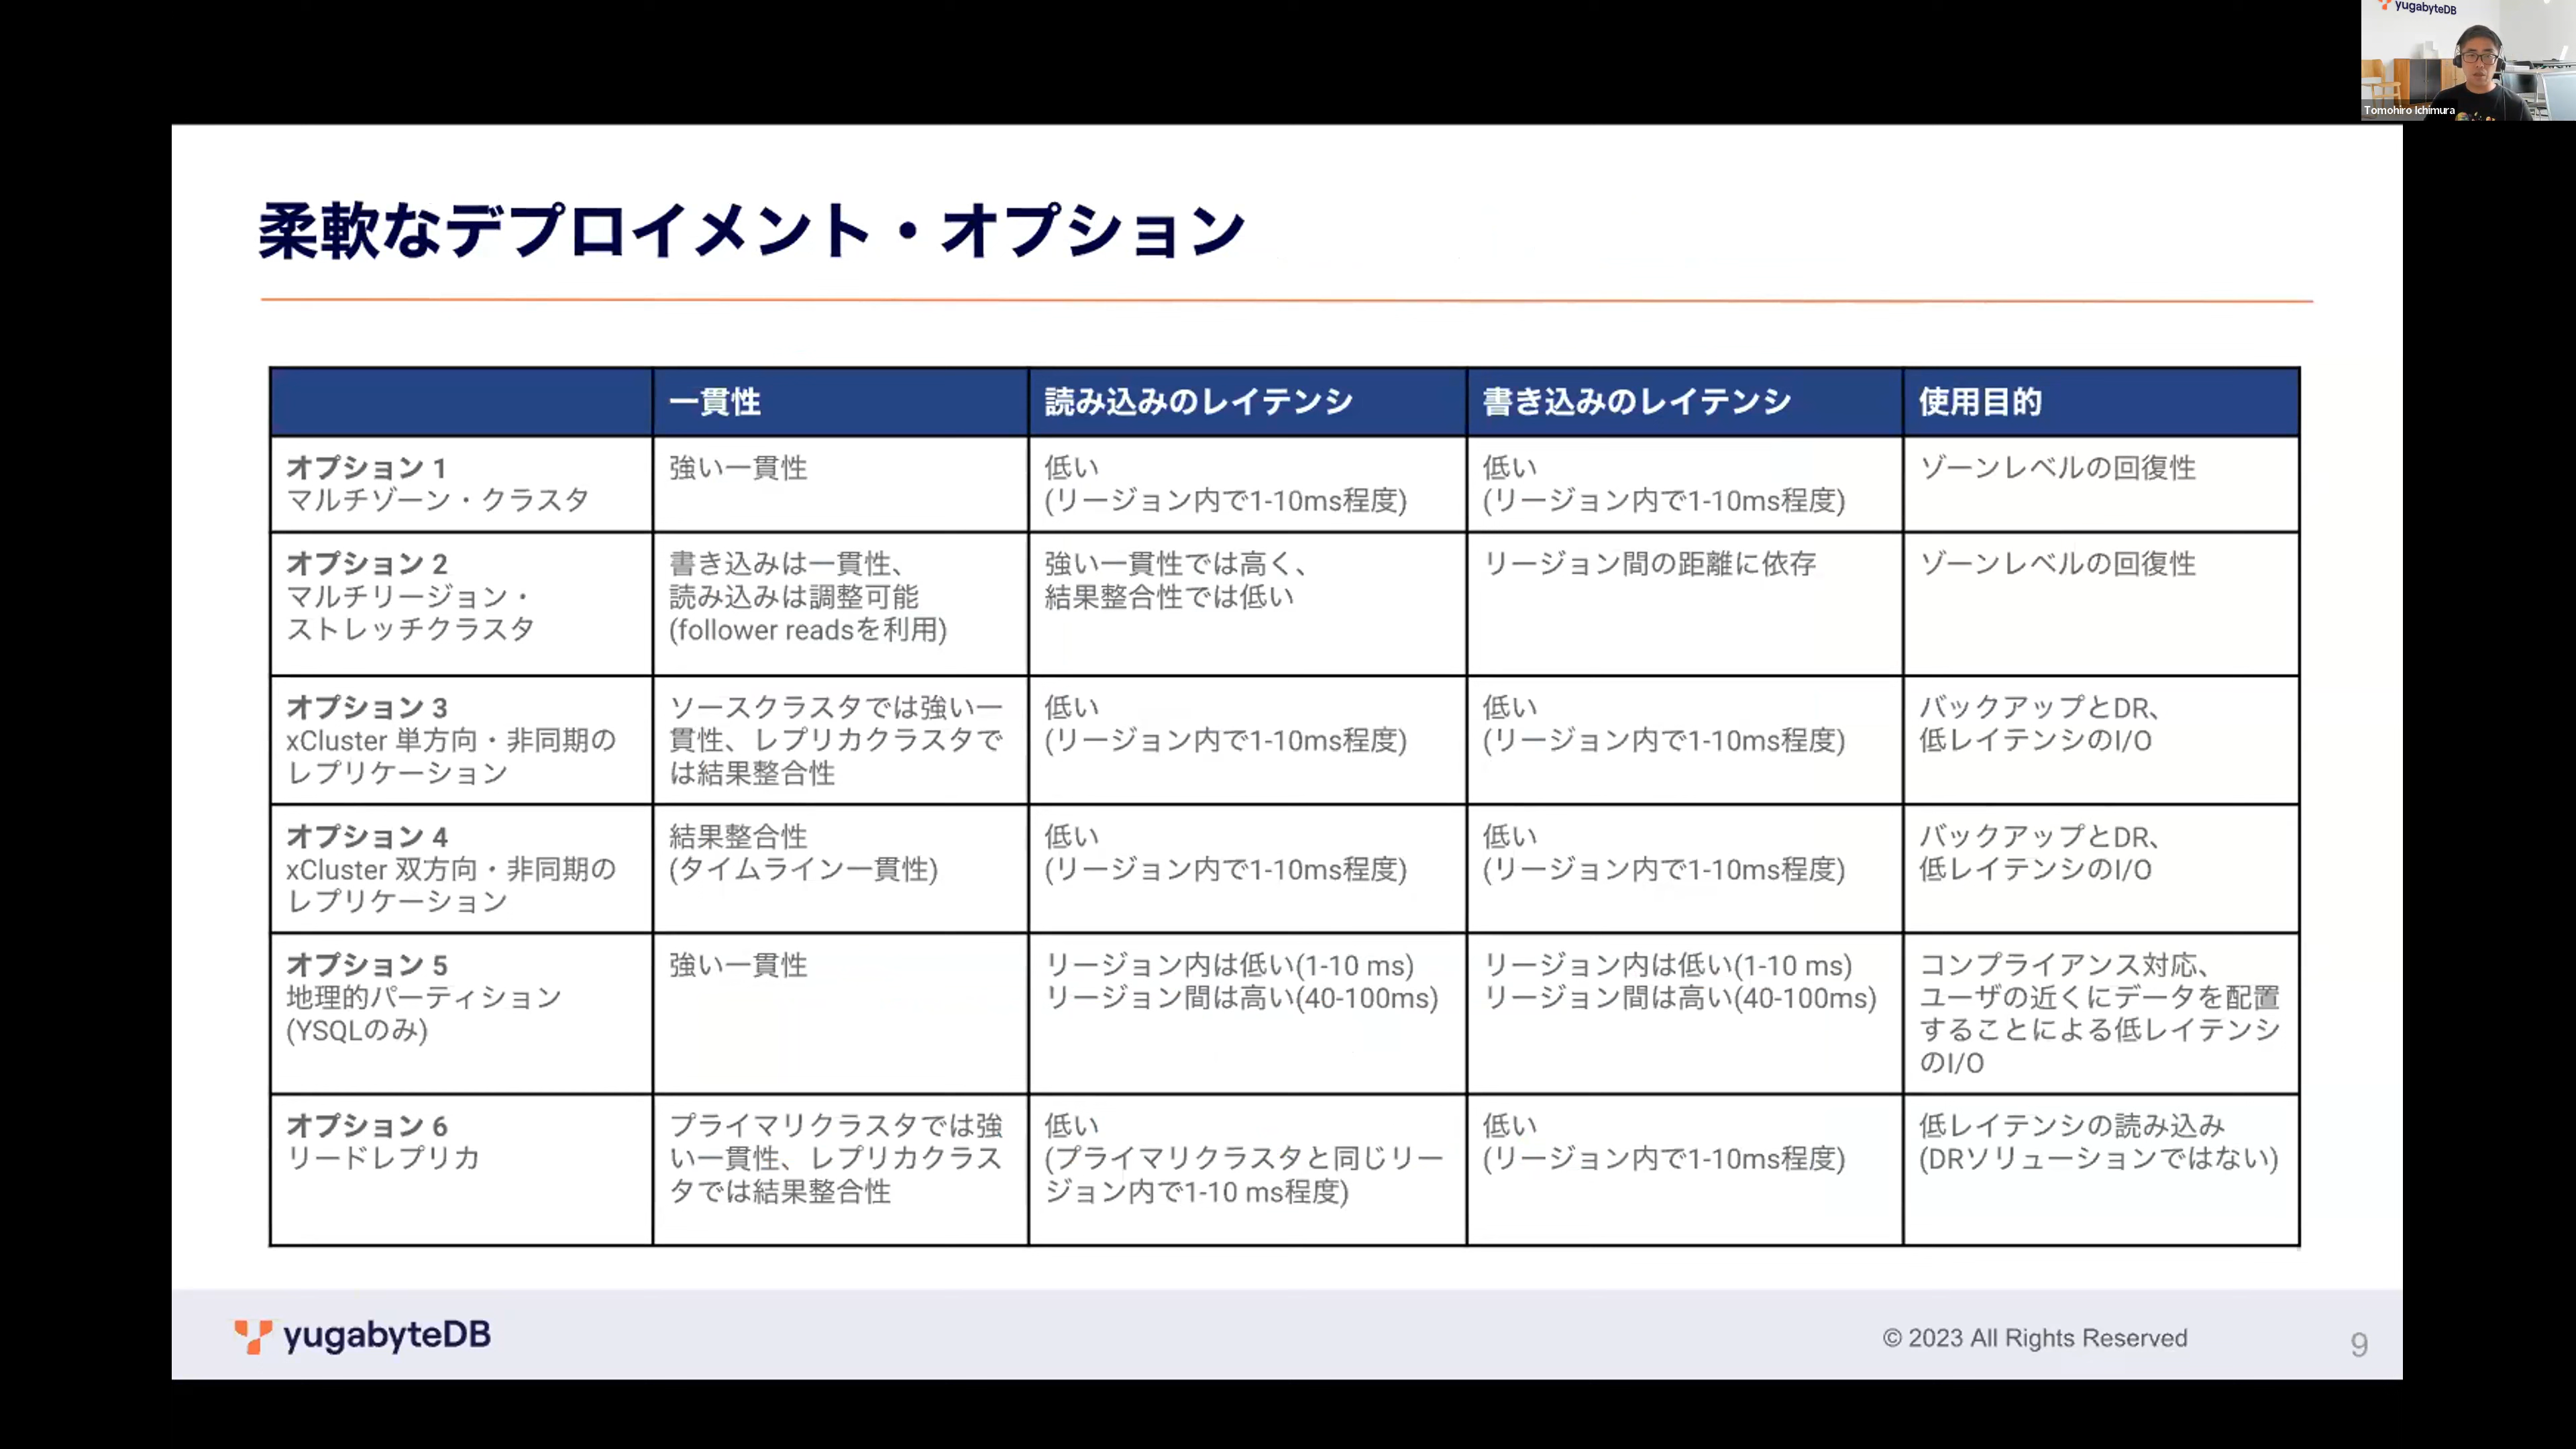 yugabyteDB
Tomohiro Ichimura
柔軟なデプロイメント・オプション
一貫性
読み込みのレイテンシ
書き込みのレイテンシ
使用目的
オプション 1
マルチゾーン・クラスタ
強い一貫性
低い
(リージョン内で1-10ms程度)
低い
(リージョン内で1-10ms程度)
ゾーンレベルの回復性
オプション 2
マルチリージョン・
ストレッチクラスタ
書き込みは一貫性、
読み込みは調整可能
(follower readsを利用)
強い一貫性では高く、
結果整合性では低い
リージョン間の距離に依存
ゾーンレベルの回復性
オプション 3
xCluster 単方向・非同期の
レプリケーション
ソースクラスタでは強い一
貫性、レプリカクラスタで
は結果整合性
低い
(リージョン内で1-10ms程度)
低い
(リージョン内で1-10ms程度)
バックアップとDR、
低レイテンシのI/O
オプション 4
xCluster 双方向・非同期の
レプリケーション
結果整合性
(タイムライン一貫性)
低い
(リージョン内で1-10ms程度)
低い
(リージョン内で1-10ms程度)
バックアップとDR、
低レイテンシのI/O
オプション 5
地理的パーティション
(YSQLのみ)
強い一貫性
リージョン内は低い(1-10 ms)
リージョン間は高い(40-100ms)
リージョン内は低い(1-10 ms)
リージョン間は高い(40-100ms)
コンプライアンス対応、
ユーザの近くにデータを配置
することによる低レイテンシ
のI/O
オプション 6
リードレプリカ
プライマリクラスタでは強
い一貫性、レプリカクラス
タでは結果整合性
低い
(プライマリクラスタと同じリー
ジョン内で1-10 ms程度)
低い
(リージョン内で1-10ms程度)
低レイテンシの読み込み
(DRソリューションではない)
yugabyteDB
© 2023 All Rights Reserved
9